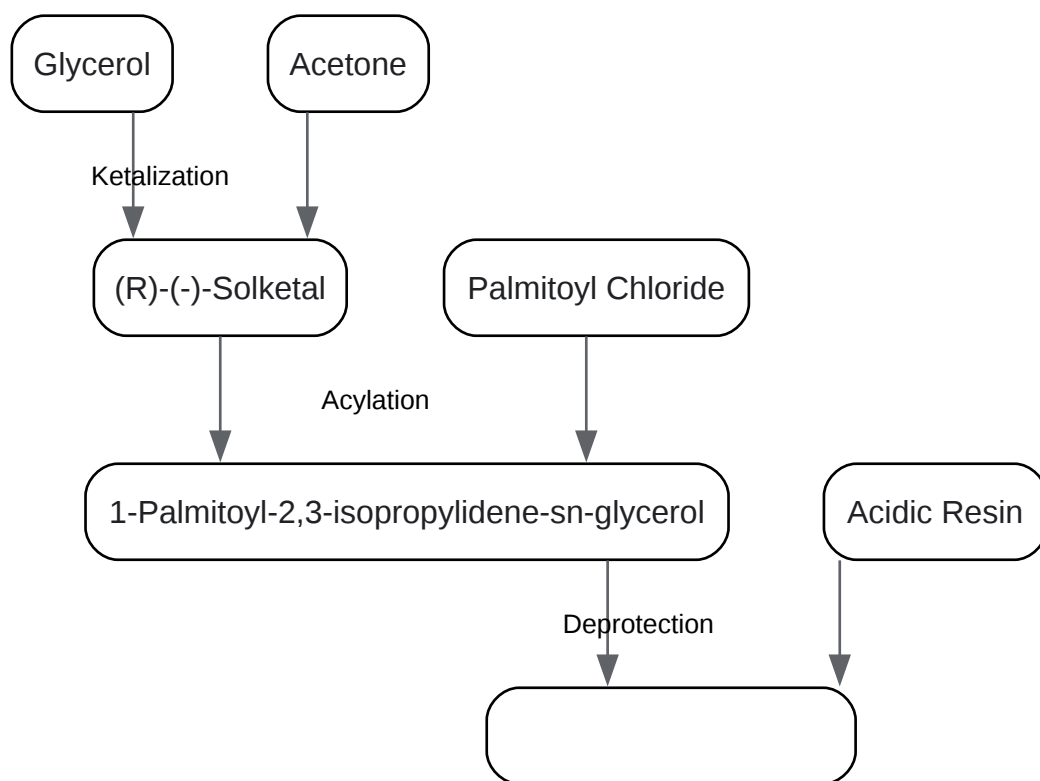 Glycerol
Acetone
Ketalization
(R)-(-)-Solketal
Palmitoyl Chloride
Acylation
1-Palmitoyl-2,3-isopropylidene-sn-glycerol
Acidic Resin
Deprotection